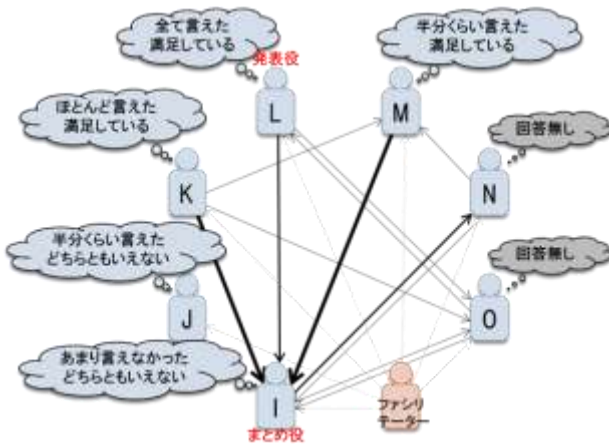 全て言えた
満足している
発表役
L
半分くらい言えた
満足している
M
ほとんど言えた
満足している
K
回答無し
N
半分くらい言えた
どちらともいえない
J
回答無し
O
あまり言えなかった
どちらともいえない
I
まとめ役
ファシリ
テーター